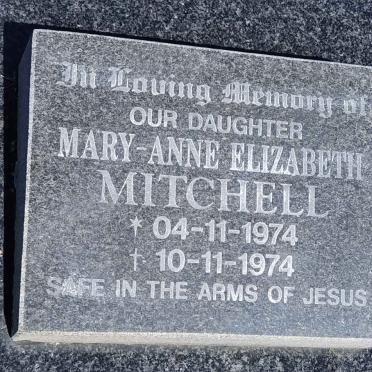 In Loving Memory of
OUR DAUGHTER
MARY-ANNE ELIZABETH
MITCHELL
* 04-11-1974
† 10-11-1974
SAFE IN THE ARMS OF JESUS